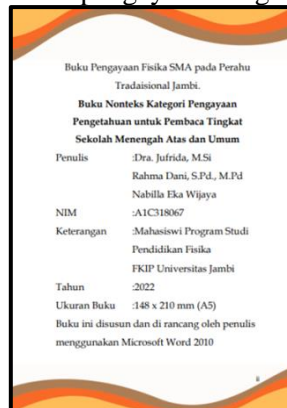 Buku Pengayaan Fisika SMA pada Perahu
Tradaisional Jambi.
Buku Nonteks Kategori Pengayaan
Pengetahuan untuk Pembaca Tingkat
Sekolah Menengah Atas dan Umum
Penulis :Dra. Jufrida, M.Si
Rahma Dani, S.Pd., M.Pd
Nabilla Eka Wijaya
NIM :A1C318067
Keterangan :Mahasiswi Program Studi
Pendidikan Fisika
FKIP Universitas Jambi
Tahun :2022
Ukuran Buku :148 x 210 mm (A5)
Buku ini disusun dan di rancang oleh penulis
menggunakan Microsoft Word 2010